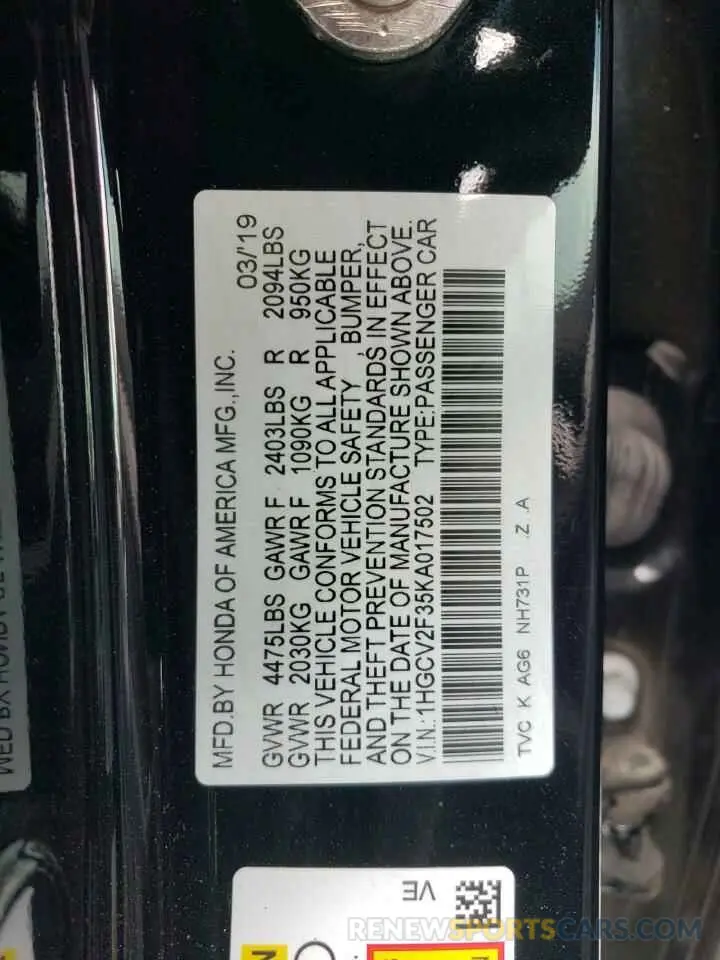 MFD.BY HONDA OF AMERICA MFG.,INC. 03/'19
GVWR 4475LBS GAWR F 2403LBS R 2094LBS
GVWR 2030KG GAWR F 1090KG R 950KG
THIS VEHICLE CONFORMS TO ALL APPLICABLE
FEDERAL MOTOR VEHICLE SAFETY , BUMPER,
AND THEFT PREVENTION STANDARDS IN EFFECT
ON THE DATE OF MANUFACTURE SHOWN ABOVE.
V.I.N.:1HGCV2F35KA017502 TYPE:PASSENGER CAR
TVC K AG6 NH731P .Z .A
VE
RENEWSPORTSCARS.COM